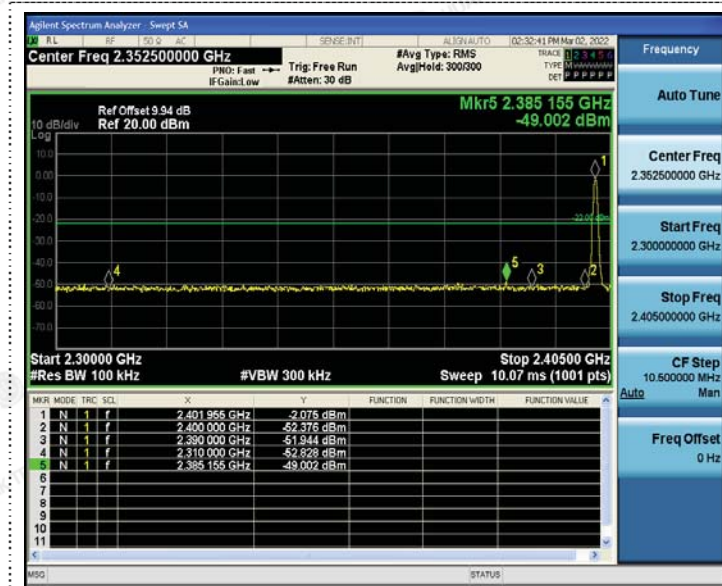 Agilent Spectrum Analyzer - Swept SA
RL RF 50 Ω AC SENSE:INT ALIGN AUTO 02:32:41 PM Mar 02, 2022
Center Freq 2.352500000 GHz #Avg Type: RMS TRACE 1 2 3 4 5 6
PNO: Fast Trig: Free Run Avg|Hold: 300/300 TYPE M
IFGain:Low #Atten: 30 dB DET P P P P P P
Mkr5 2.385 155 GHz
-49.002 dBm
Ref Offset 9.94 dB
10 dB/div Ref 20.00 dBm
Log
10.0
0.00
-10.0
-20.0
-30.0
-40.0
-50.0
-60.0
-70.0
1
-22.08 dBm
4 5 3 2
Start 2.30000 GHz Stop 2.40500 GHz
#Res BW 100 kHz #VBW 300 kHz Sweep 10.07 ms (1001 pts)
MKR MODE TRC SCL X Y FUNCTION FUNCTION WIDTH FUNCTION VALUE
1 N 1 f 2.401 955 GHz -2.075 dBm
2 N 1 f 2.400 000 GHz -52.376 dBm
3 N 1 f 2.390 000 GHz -51.944 dBm
4 N 1 f 2.310 000 GHz -52.828 dBm
5 N 1 f 2.385 155 GHz -49.002 dBm
6
7
8
9
10
11
MSG STATUS
Frequency
Auto Tune
Center Freq
2.352500000 GHz
Start Freq
2.300000000 GHz
Stop Freq
2.405000000 GHz
CF Step
10.500000 MHz
Auto Man
Freq Offset
0 Hz